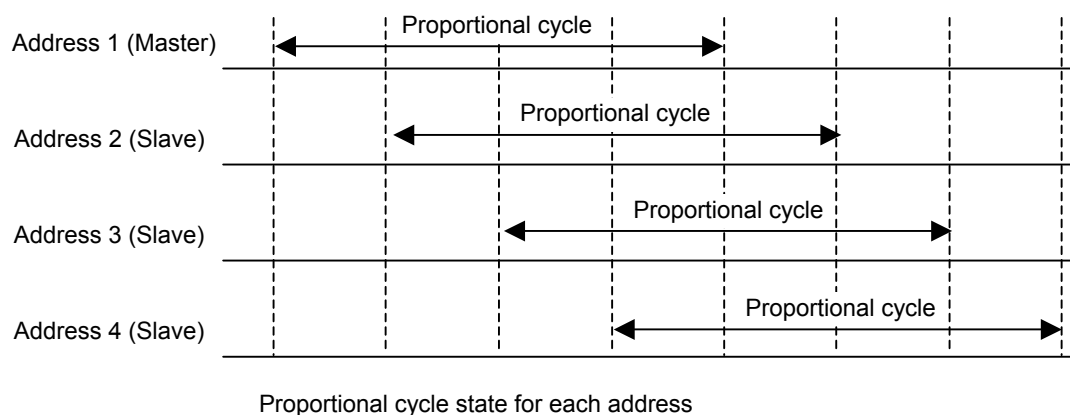 Address 1 (Master)
Proportional cycle
Address 2 (Slave)
Proportional cycle
Address 3 (Slave)
Proportional cycle
Address 4 (Slave)
Proportional cycle
Proportional cycle state for each address